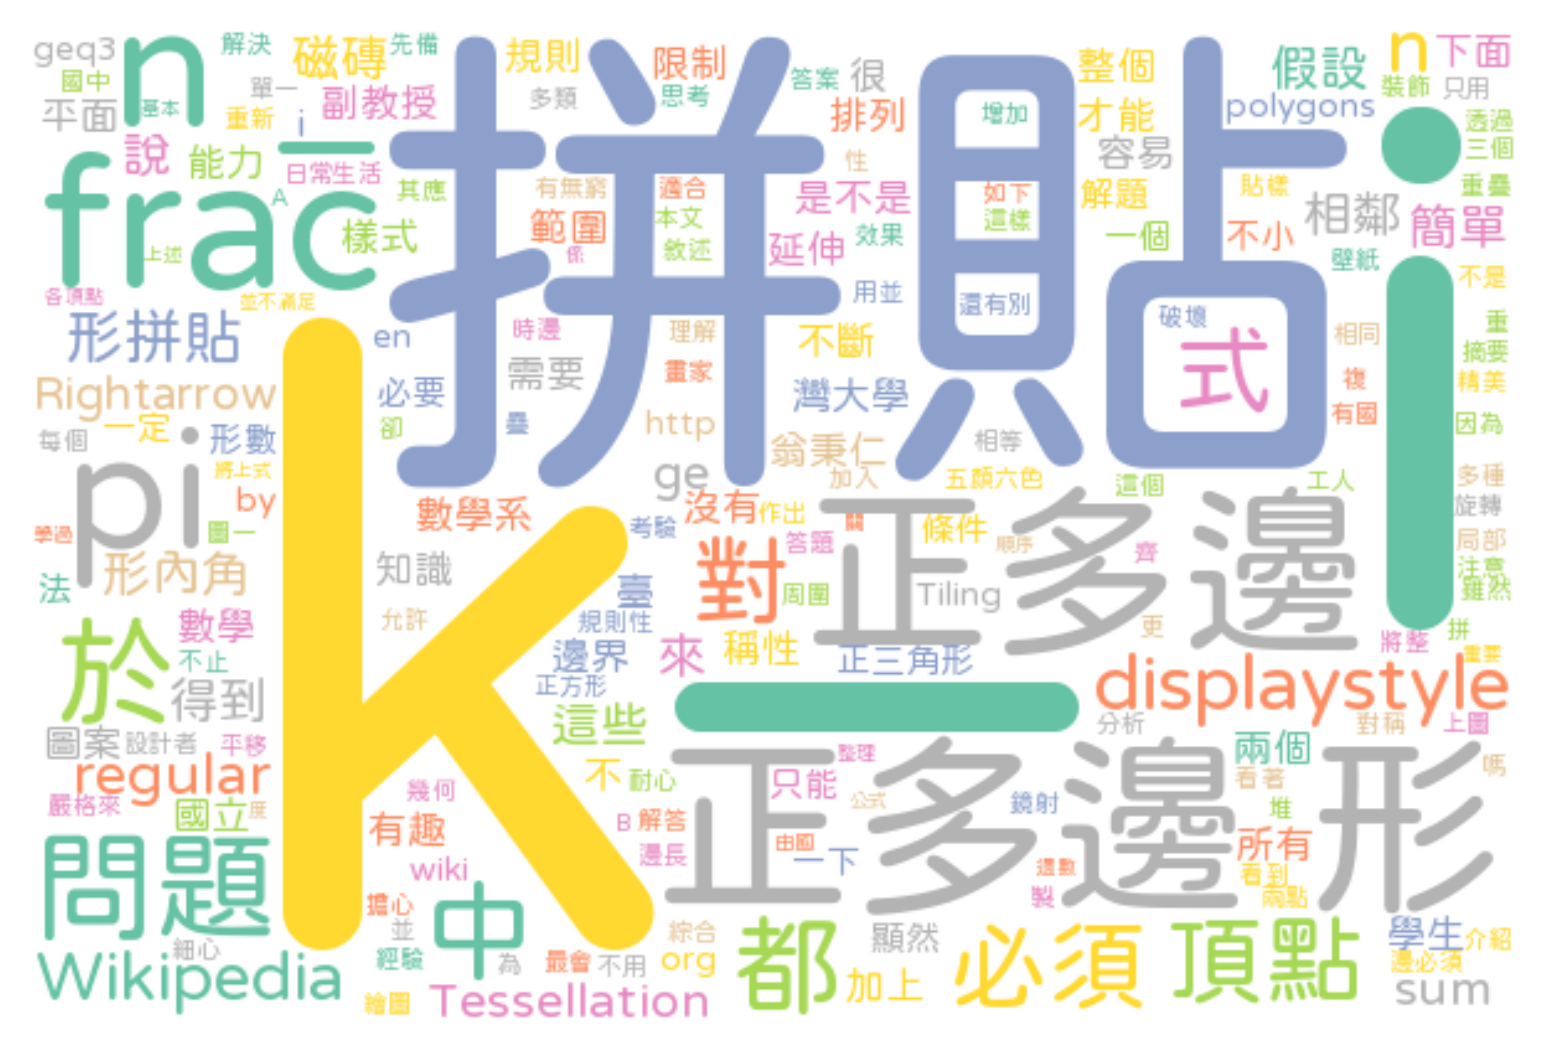 geq3
n
解決
磁磚
先備
規則
限制
答案
很
整個
假設
n
下面
國中
單一
平面
基本
重新
i
副教授
多類
思考
排列
增加
才能
polygons
裝飾
只用
說
能力
日常生活
其應
拼貼
性
容易
透過
三個
frac
A
樣式
有無窮
適合
是不是
如下
解題
貼樣
相鄰
重疊
簡單
上述
範圍
係
本文
敘述
延伸
效果
這樣
一個
不小
壁紙
i
各頂點
並不滿足
用並
還有別
破壞
不是
形拼貼
k
en
時邊
理解
不斷
式
相同
重
摘要
Rightarrow
必要
需要
畫家
灣大學
複
精美
每個
一定
形數
卻
疊
http
翁秉仁
相等
有國
因為
pi
將上式
ge
加入
五顏六色
這個
工人
多種
by
數學系
沒有
作出
關
條件
正多邊
旋轉
學過
圖一
考驗
答題
順序
齊
局部
形內角
知識
對
注意
法
臺
周圍
Tiling
雖然
於
數學
允許
規則性
更
拼
不止
邊界
來
稱性
正三角形
將整
重要
得到
正方形
displaystyle
圖案
設計者
平移
這些
分析
對稱
上圖
regular
不
耐心
整理
正多邊形
兩個
嗎
嚴格來
國立
度
幾何
只能
公式
鏡射
看著
堆
問題
有趣
B
解答
邊長
由國
一下
這數
所有
wiki
製
看到
兩點
擔心
中
並
綜合
都
顯然
必須
頂點
學生
介紹
Wikipedia
細心
經驗
為
最會
不用
org
加上
邊必須
繪圖
Tessellation
sum